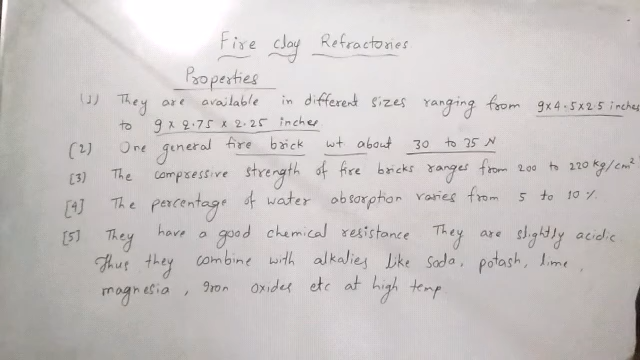 Fire clay Refractories
Properties
(1) They are available in different sizes ranging from 9x4.5x2.5 inches
to 9 x 2.75 x 2.25 inches
[2] One general fire brick wt about 30 to 35 N
[3] The compressive strength of fire bricks ranges from 200 to 220 kg/cm²
[4] The percentage of water absorption varies from 5 to 10 %.
[5] They have a good chemical resistance They are slightly acidic
Thus they combine with alkalies like soda, potash, lime,
magnesia, Iron oxides etc at high temp